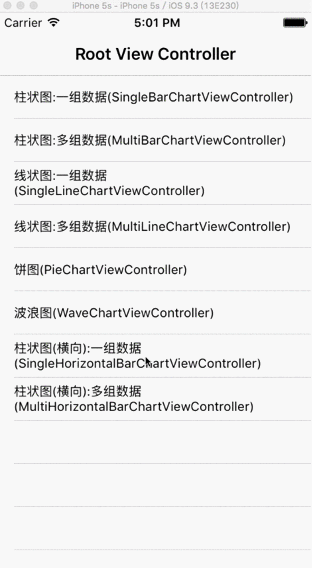 iPhone 5s - iPhone 5s / iOS 9.3 (13E230)
Carrier 5:01 PM
Root View Controller
柱状图:一组数据(SingleBarChartViewController)
柱状图:多组数据(MultiBarChartViewController)
线状图:一组数据
(SingleLineChartViewController)
线状图:多组数据(MultiLineChartViewController)
饼图(PieChartViewController)
波浪图(WaveChartViewController)
柱状图(横向):一组数据
(SingleHorizontalBarChartViewController)
柱状图(横向):多组数据
(MultiHorizontalBarChartViewController)